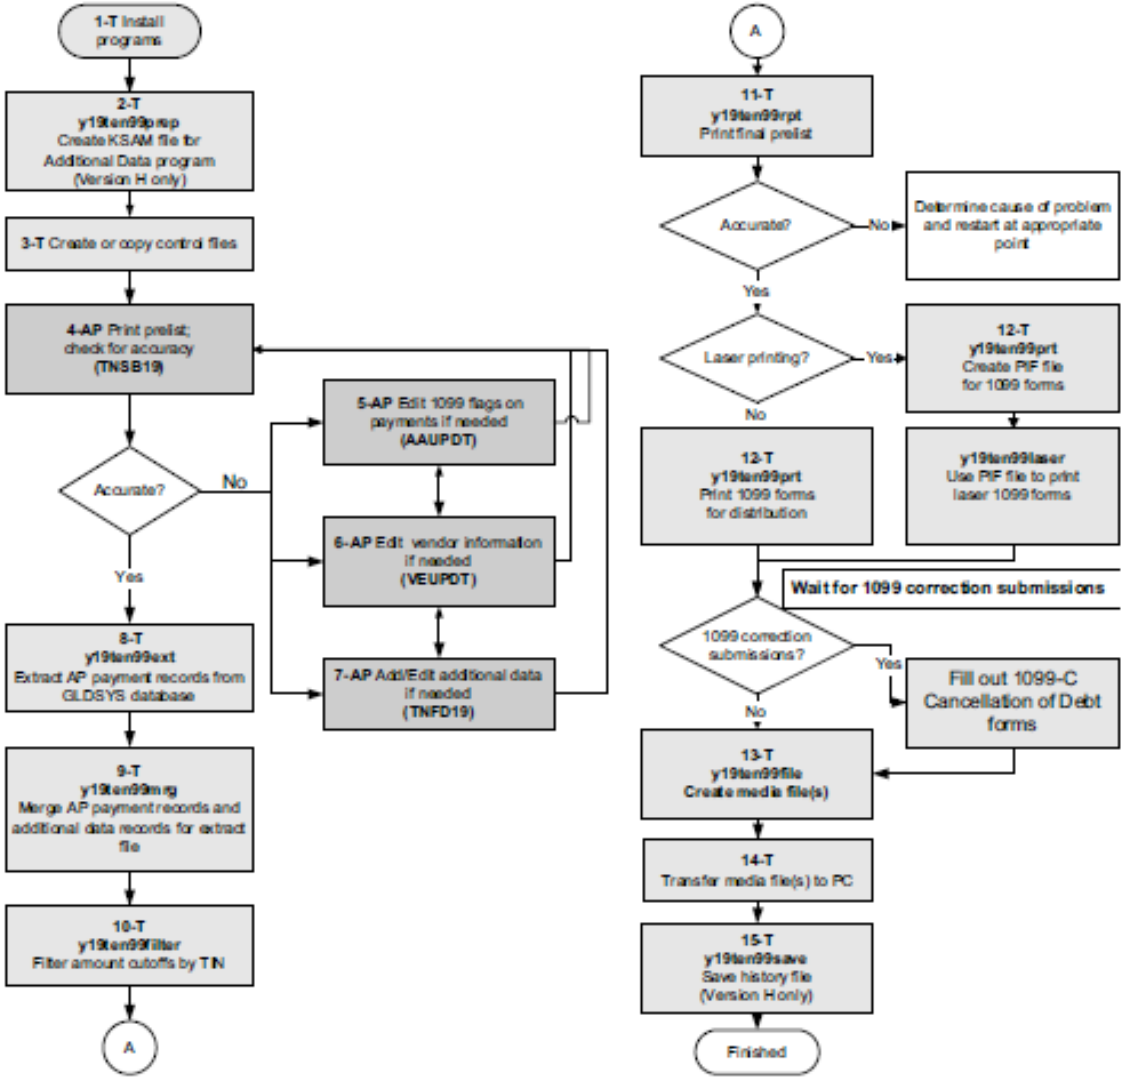 1-T Install
programs
2-T
y19ten99prep
Create KSAM file for
Additional Data program
(Version H only)
3-T Create or copy control files
4-AP Print prelist;
check for accuracy
(TNSB19)
Accurate?
No
Yes
5-AP Edit 1099 flags on
payments if needed
(AAUPDT)
6-AP Edit vendor information
if needed
(VEUPDT)
7-AP Add/Edit additional data
if needed
(TNFD19)
8-T
y19ten99ext
Extract AP payment records from
GLDSYS database
9-T
y19ten99mrg
Merge AP payment records and
additional data records for extract
file
10-T
y19ten99filter
Filter amount cutoffs by TIN
A
A
11-T
y19ten99rpt
Print final prelist
Accurate?
No
Determine cause of problem
and restart at appropriate
point
Yes
Laser printing?
Yes
12-T
y19ten99prt
Create PIF file
for 1099 forms
No
12-T
y19ten99prt
Print 1099 forms
for distribution
y19ten99laser
Use PIF file to print
laser 1099 forms
Wait for 1099 correction submissions
1099 correction
submissions?
Yes
Fill out 1099-C
Cancellation of Debt
forms
No
13-T
y19ten99file
Create media file(s)
14-T
Transfer media file(s) to PC
15-T
y19ten99save
Save history file
(Version H only)
Finished